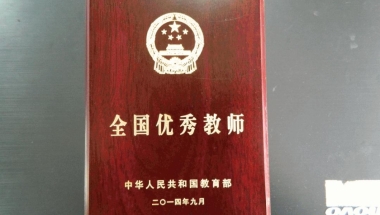 全国优秀教师
中华人民共和国教育部
二〇一四年九月